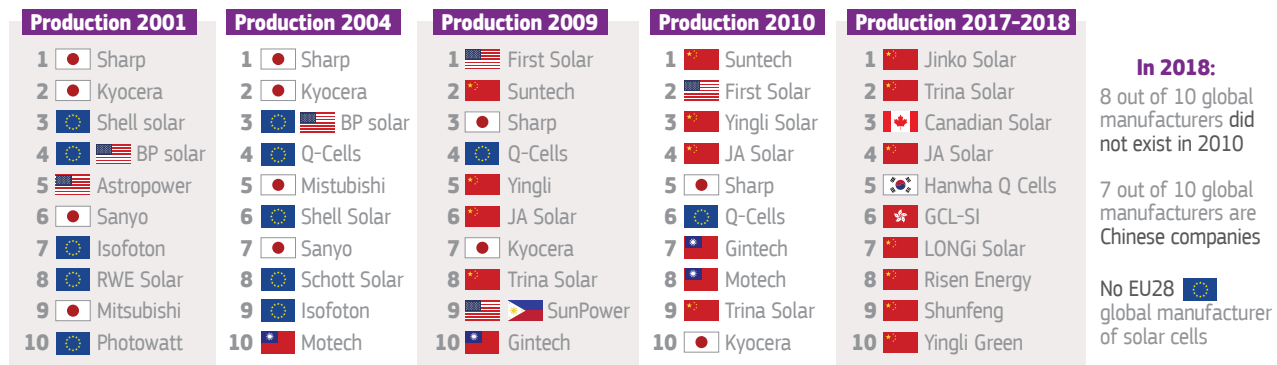 Production 2001
1 Sharp
2 Kyocera
3 Shell solar
4 BP solar
5 Astropower
6 Sanyo
7 Isofoton
8 RWE Solar
9 Mitsubishi
10 Photowatt
Production 2004
1 Sharp
2 Kyocera
3 BP solar
4 Q-Cells
5 Mistubishi
6 Shell Solar
7 Sanyo
8 Schott Solar
9 Isofoton
10 Motech
Production 2009
1 First Solar
2 Suntech
3 Sharp
4 Q-Cells
5 Yingli
6 JA Solar
7 Kyocera
8 Trina Solar
9 SunPower
10 Gintech
Production 2010
1 Suntech
2 First Solar
3 Yingli Solar
4 JA Solar
5 Sharp
6 Q-Cells
7 Gintech
8 Motech
9 Trina Solar
10 Kyocera
Production 2017-2018
1 Jinko Solar
2 Trina Solar
3 Canadian Solar
4 JA Solar
5 Hanwha Q Cells
6 GCL-SI
7 LONGi Solar
8 Risen Energy
9 Shunfeng
10 Yingli Green
In 2018:
8 out of 10 global
manufacturers did
not exist in 2010
7 out of 10 global
manufacturers are
Chinese companies
No EU28
global manufacturer
of solar cells